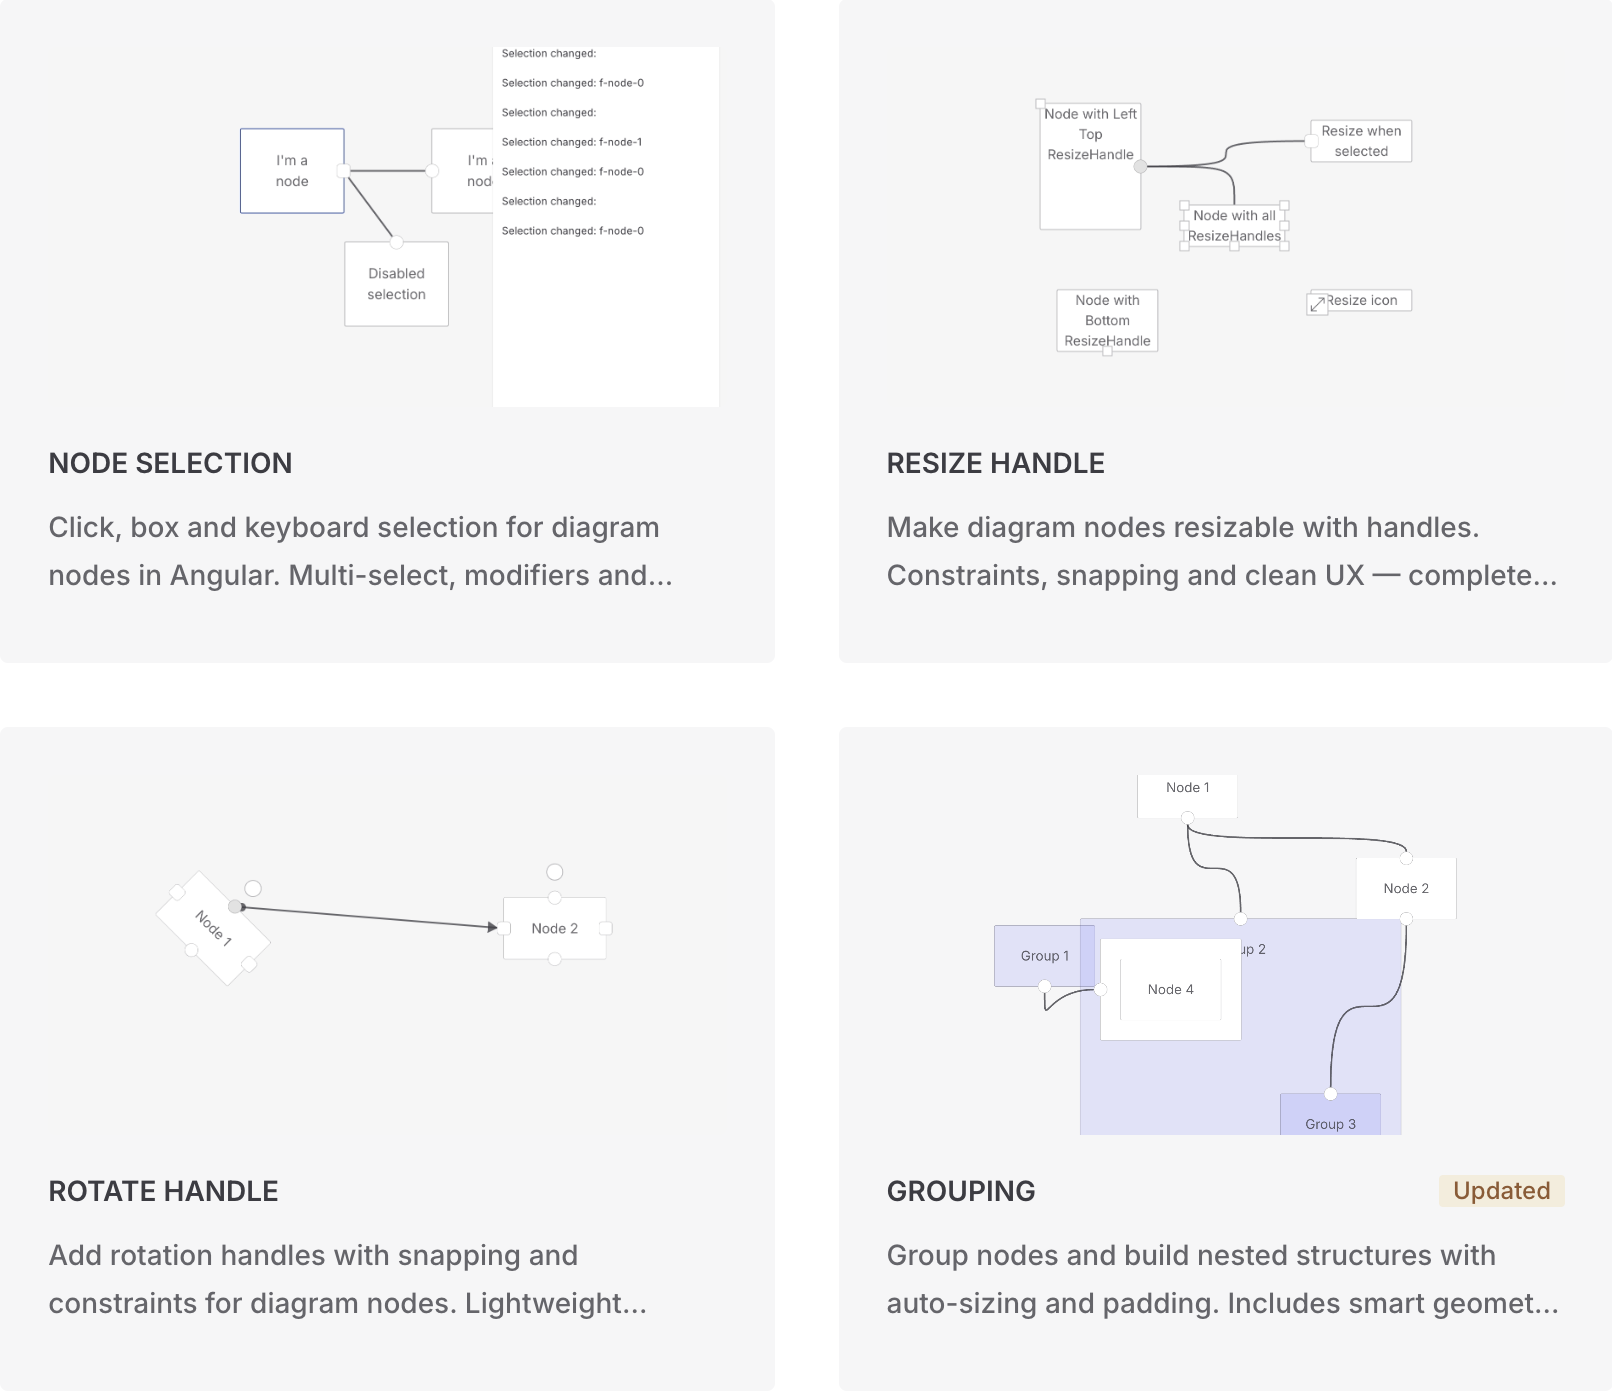 Selection changed:
Selection changed: f-node-0
Selection changed:
Selection changed: f-node-1
Selection changed: f-node-0
Selection changed:
Selection changed: f-node-0
I'm a
node
I'm
Disabled
selection
NODE SELECTION
Click, box and keyboard selection for diagram
nodes in Angular. Multi-select, modifiers and...
Node with Left
Top
ResizeHandle
Resize when
selected
Node with all
ResizeHandles
Node with
Bottom
ResizeHandle
Resize icon
RESIZE HANDLE
Make diagram nodes resizable with handles.
Constraints, snapping and clean UX — complete...
Node 1
Node 2
ROTATE HANDLE
Add rotation handles with snapping and
constraints for diagram nodes. Lightweight...
Node 1
Node 2
Group 1
up 2
Node 4
Group 3
GROUPING
Updated
Group nodes and build nested structures with
auto-sizing and padding. Includes smart geomet...